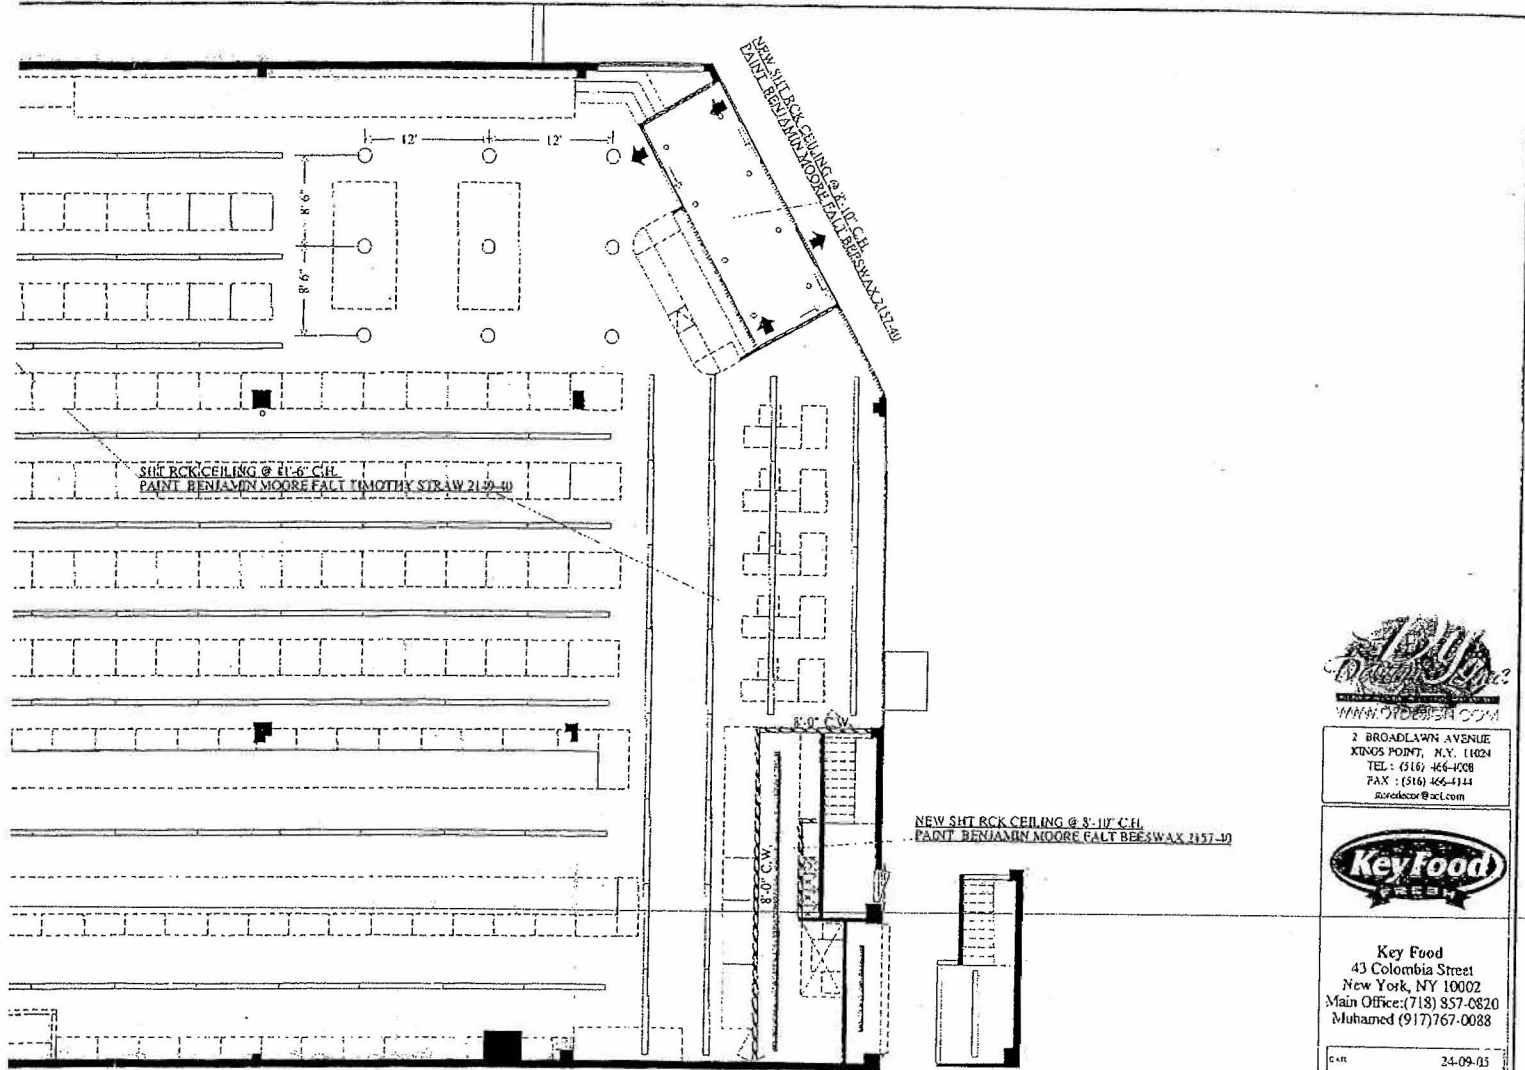 NEW SHT RCK CEILING @ 8'-10" C.H.
PAINT BENJAMIN MOORE FALT BEESWAX 2157-40
12'
12'
8' 6"
8' 6"
SHT RCK CEILING @ 11'-6" C.H.
PAINT BENJAMIN MOORE FALT TIMOTHY STRAW 2149-40
8'-0" C.W.
8'-0" C.W.
NEW SHT RCK CEILING @ 8'-10" C.H.
PAINT BENJAMIN MOORE FALT BEESWAX 2157-40
2 BROADLAWN AVENUE
KINGS POINT, N.Y. 11024
TEL : (516) 466-4008
FAX : (516) 466-4144
Key Food
FRESH
Key Food
43 Colombia Street
New York, NY 10002
Main Office:(718) 857-0820
Muhamed (917)767-0088
24-09-05